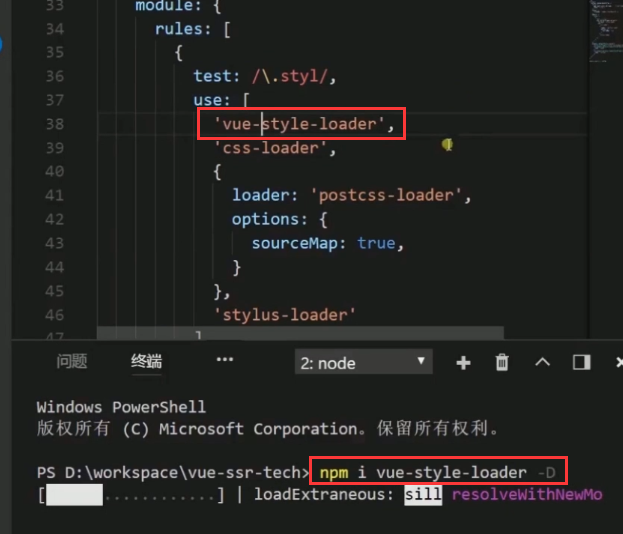 33 module: {
34 rules: [
35 {
36 test: /\.styl/,
37 use: [
38 'vue-style-loader',
39 'css-loader',
40 {
41 loader: 'postcss-loader',
42 options: {
43 sourceMap: true,
44 }
45 },
46 'stylus-loader'
47 ]
问题 终端 ••• 2: node
Windows PowerShell
版权所有 (C) Microsoft Corporation。保留所有权利。
PS D:\workspace\vue-ssr-tech> npm i vue-style-loader -D
[ ............] | loadExtraneous: sill resolveWithNewMo